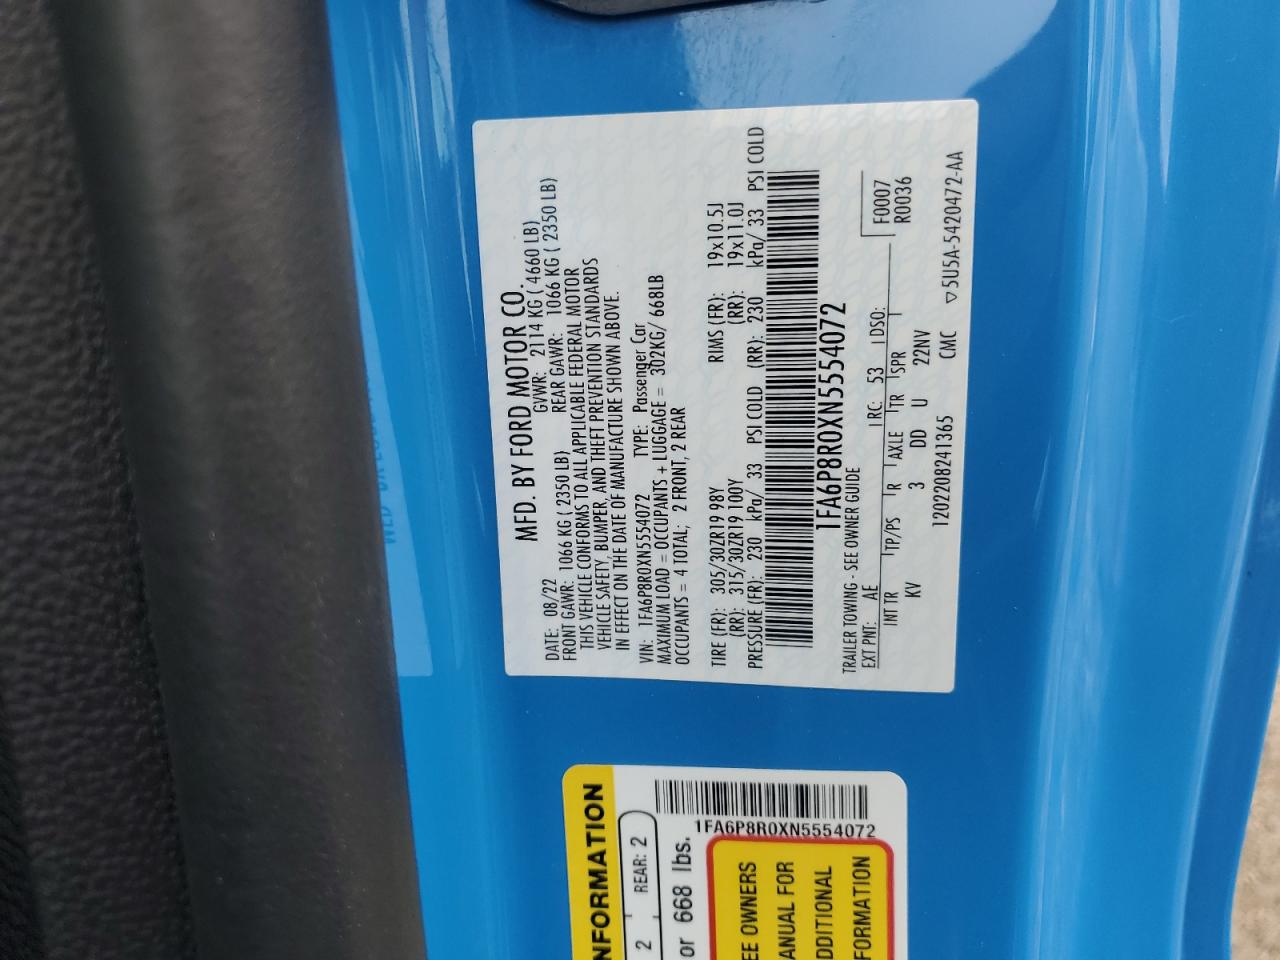 MFD. BY FORD MOTOR CO.
DATE: 08/22 GVWR: 2114 KG ( 4660 LB)
FRONT GAWR: 1066 KG ( 2350 LB) REAR GAWR: 1066 KG ( 2350 LB)
THIS VEHICLE CONFORMS TO ALL APPLICABLE FEDERAL MOTOR
VEHICLE SAFETY, BUMPER, AND THEFT PREVENTION STANDARDS
IN EFFECT ON THE DATE OF MANUFACTURE SHOWN ABOVE.
VIN: 1FA6P8R0XN5554072 TYPE: Passenger Car
MAXIMUM LOAD = OCCUPANTS + LUGGAGE = 302KG/ 668LB
OCCUPANTS = 4 TOTAL; 2 FRONT, 2 REAR
TIRE (FR): 305/30ZR19 98Y RIMS (FR): 19x10.5J
(RR): 315/30ZR19 100Y (RR): 19x11.0J
PRESSURE (FR): 230 kPa/ 33 PSI COLD (RR): 230 kPa/ 33 PSI COLD
1FA6P8R0XN5554072
TRAILER TOWING - SEE OWNER GUIDE
EXT PNT: AE RC: 53 DSO: F0007
INT TR TP/PS R AXLE TR SPR R0036
KV 3 DD U 22NV
1202208241365 CMC ▽5U5A-5420472-AA
NFORMATION
2 REAR: 2
or 668 lbs.
1FA6P8R0XN5554072
EE OWNERS
ANUAL FOR
DDITIONAL
FORMATION